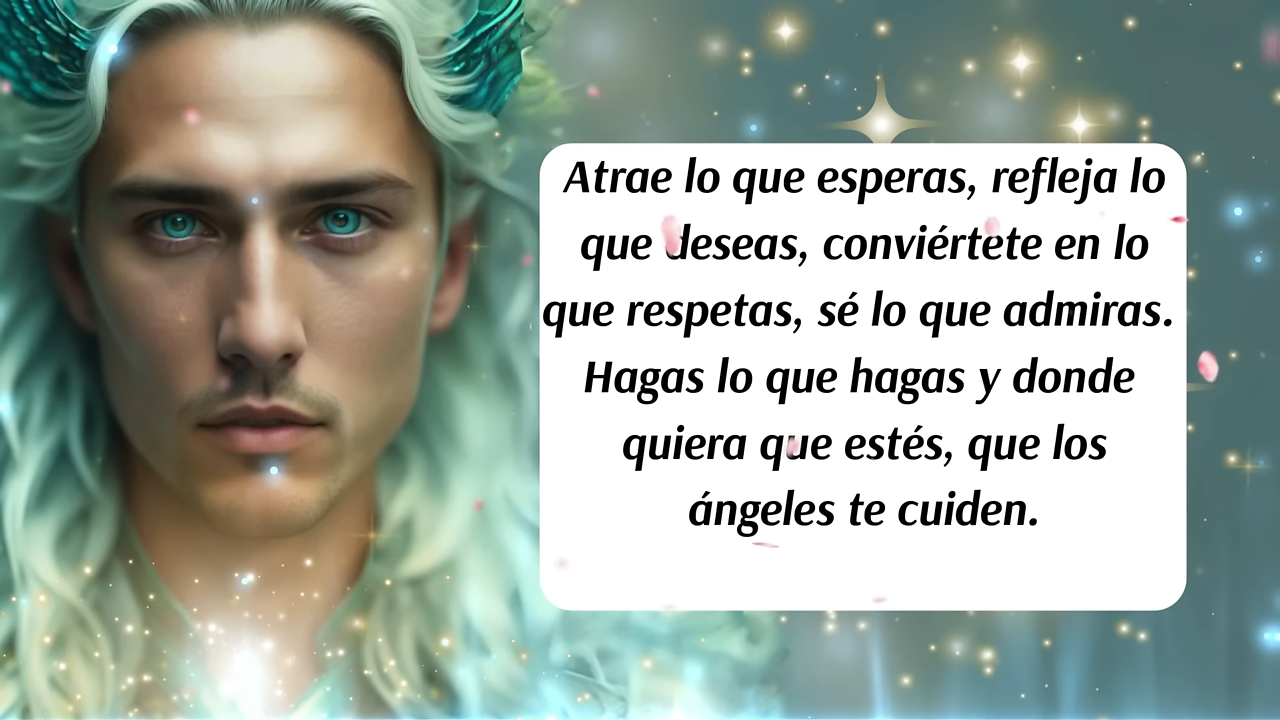 Atrae lo que esperas, refleja lo
que deseas, conviértete en lo
que respetas, sé lo que admiras.
Hagas lo que hagas y donde
quiera que estés, que los
ángeles te cuiden.